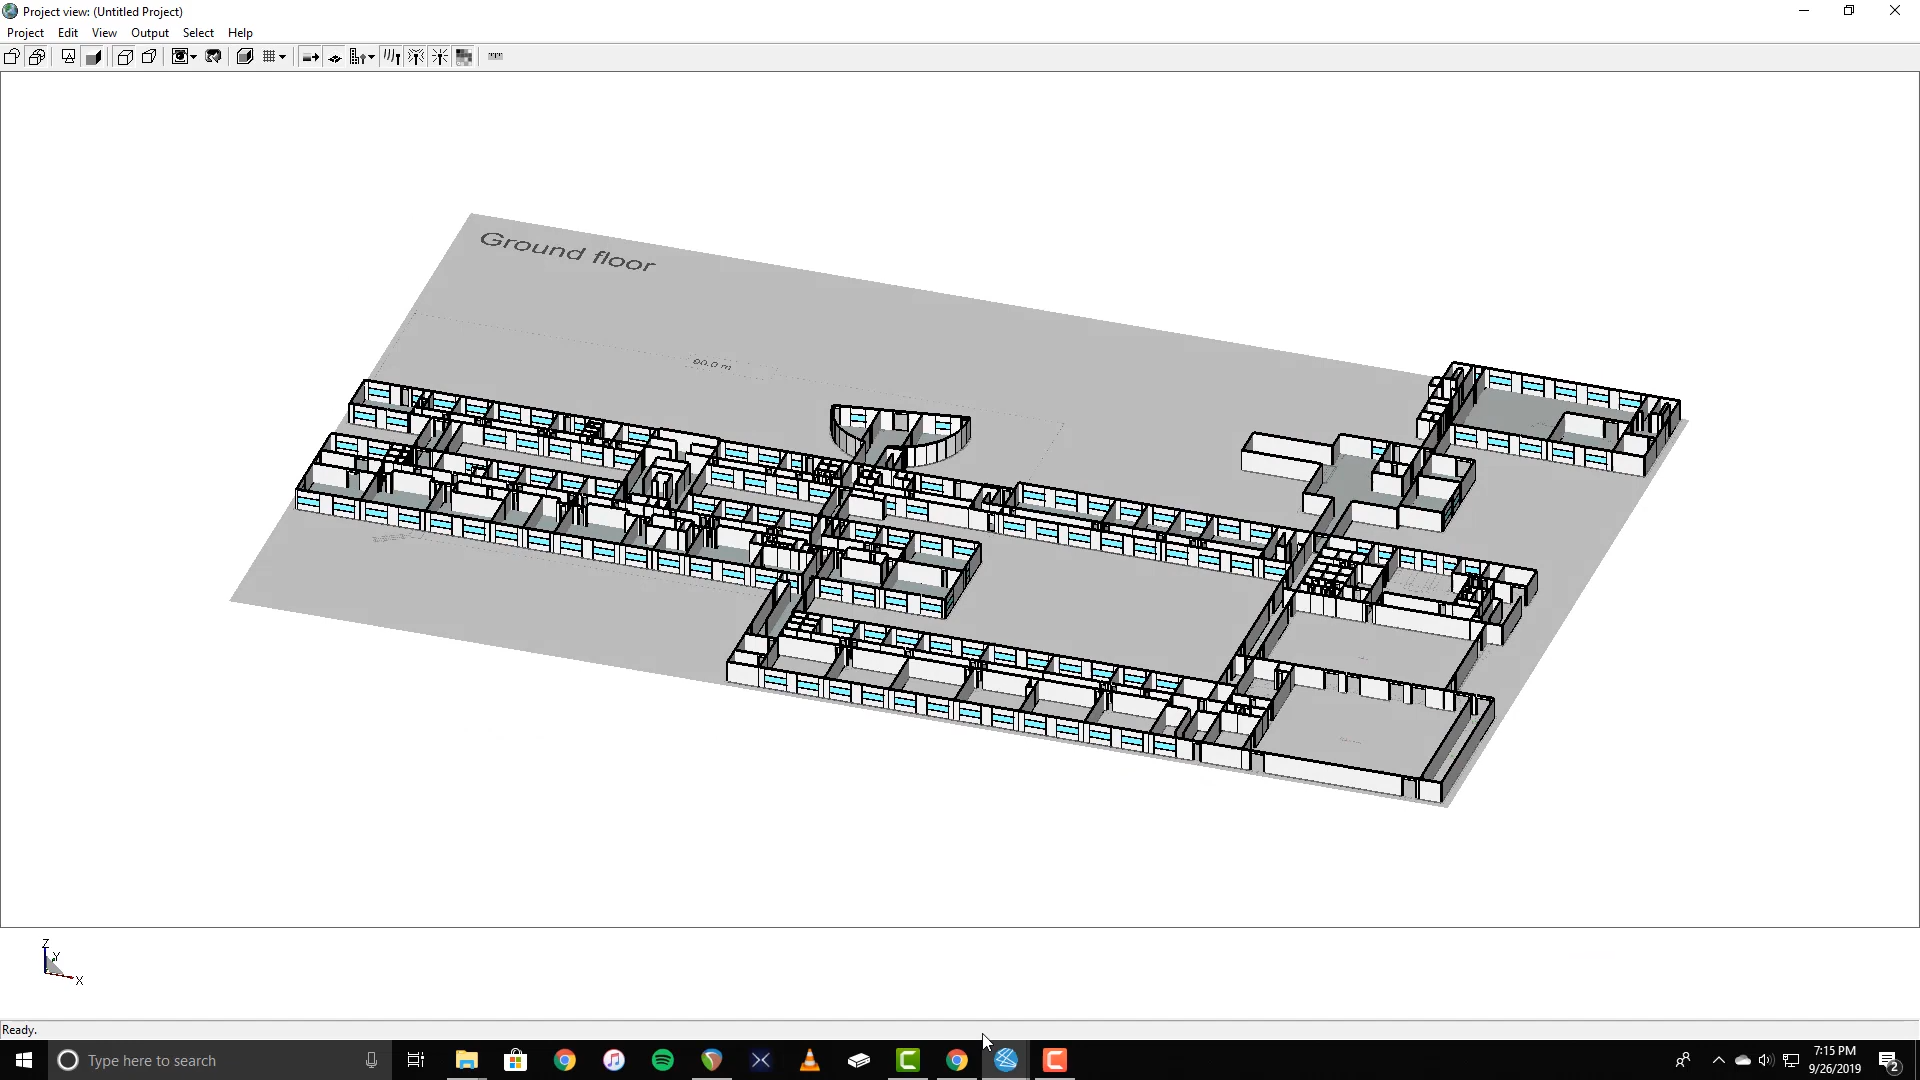 Project view: (Untitled Project)
Project Edit View Output Select Help
Ground floor
90.0 m
Z
Y
X
Ready.
Type here to search
7:15 PM
9/26/2019
2